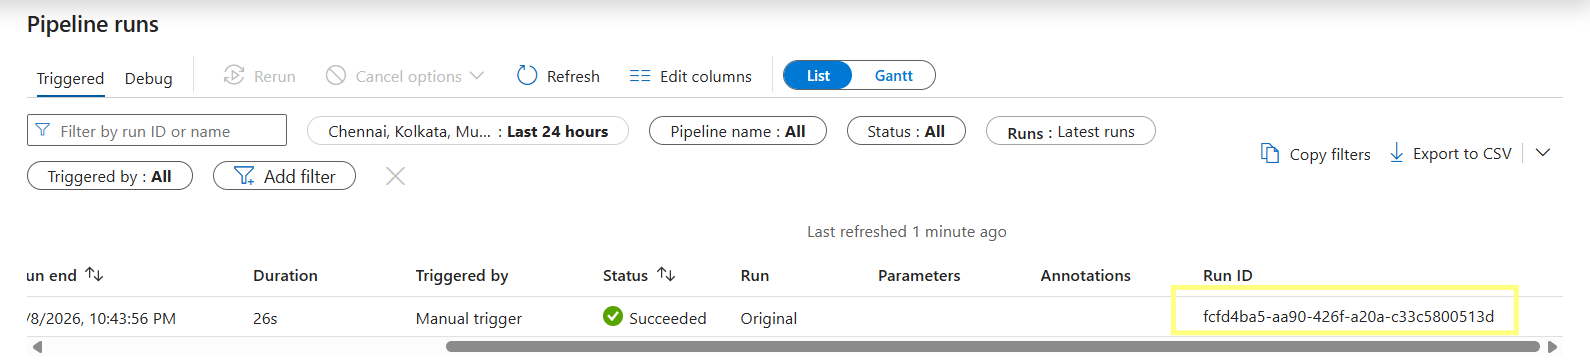 Pipeline runs
Triggered Debug Rerun Cancel options Refresh Edit columns List Gantt
Filter by run ID or name Chennai, Kolkata, Mu... : Last 24 hours Pipeline name : All Status : All Runs : Latest runs
Copy filters Export to CSV
Triggered by : All Add filter
Last refreshed 1 minute ago
un end Duration Triggered by Status Run Parameters Annotations Run ID
/8/2026, 10:43:56 PM 26s Manual trigger Succeeded Original fcfd4ba5-aa90-426f-a20a-c33c5800513d